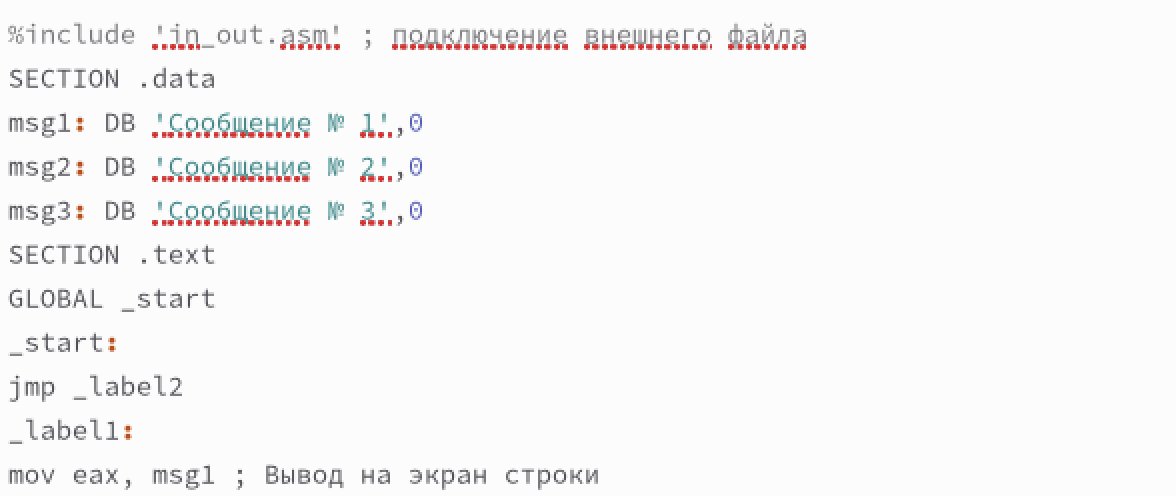 %include 'in_out.asm' ; подключение внешнего файла
SECTION .data
msg1: DB 'Сообщение № 1',0
msg2: DB 'Сообщение № 2',0
msg3: DB 'Сообщение № 3',0
SECTION .text
GLOBAL _start
_start:
jmp _label2
_label1:
mov eax, msg1 ; Вывод на экран строки